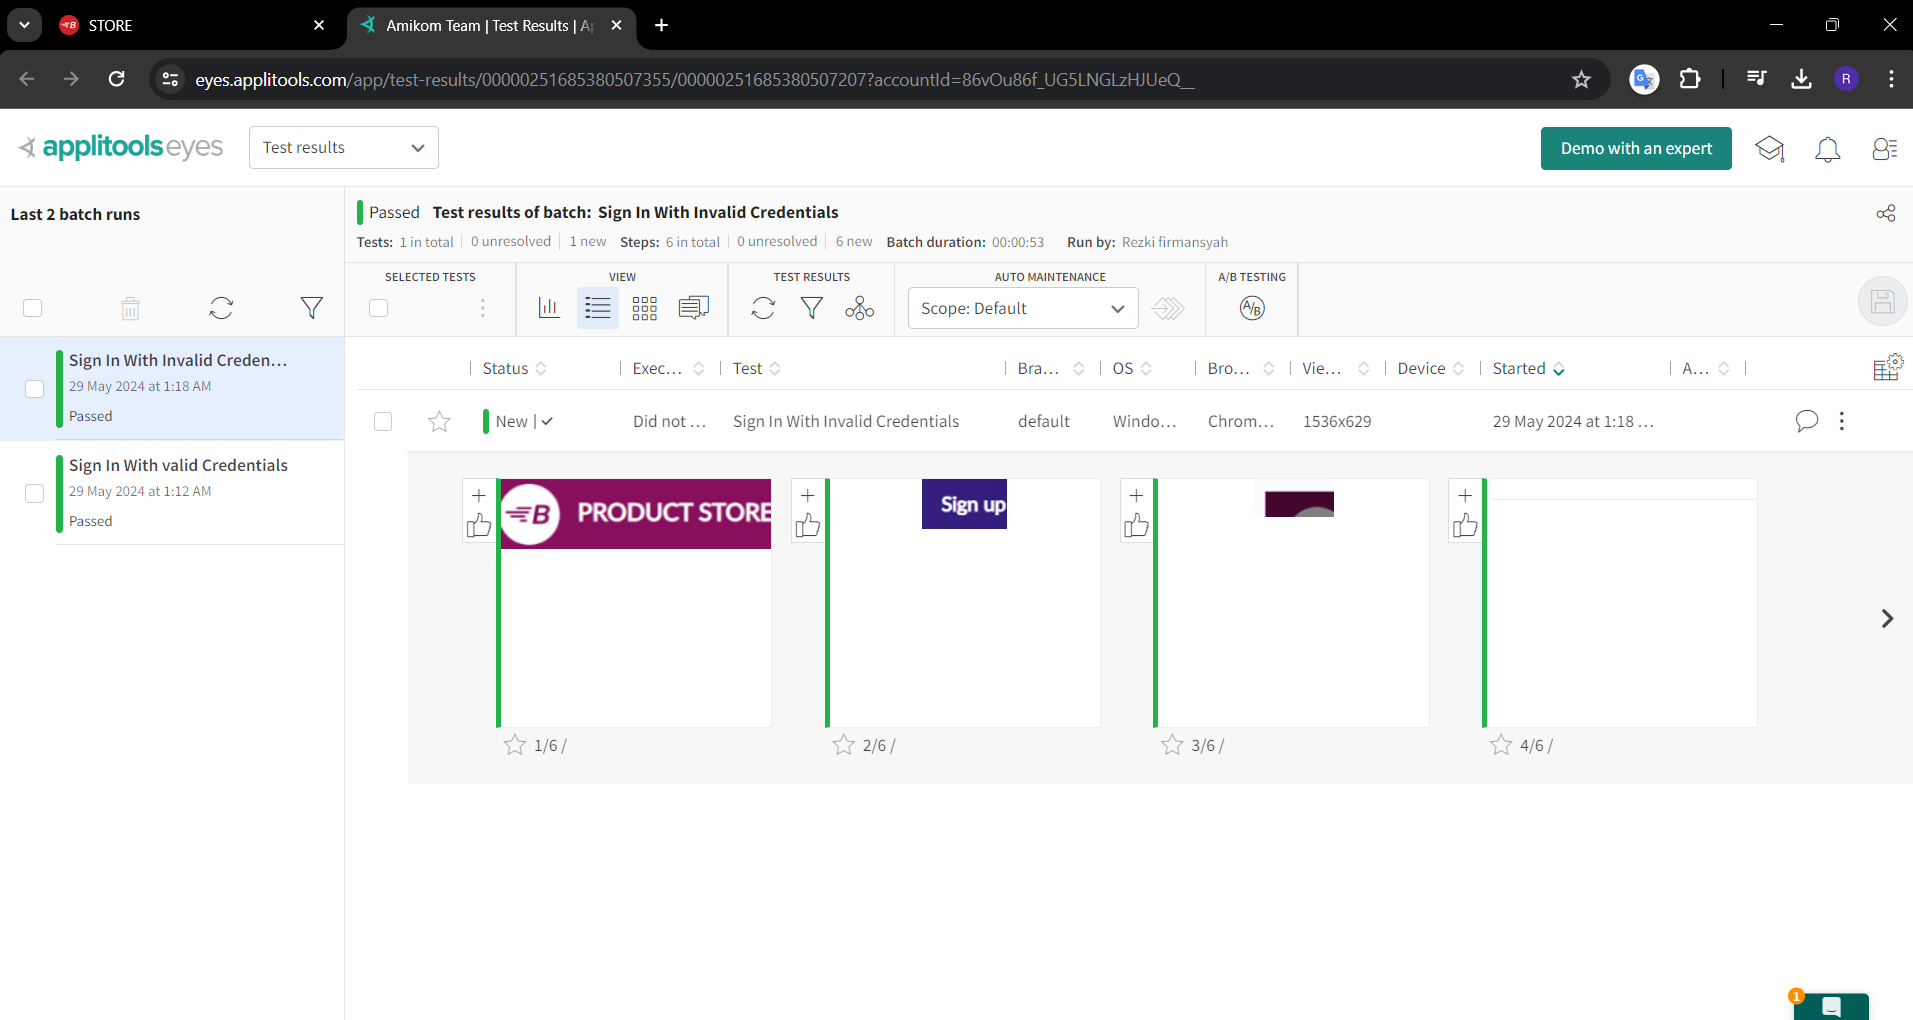 STORE
Amikom Team | Test Results | Ap
eyes.applitools.com/app/test-results/00000251685380507355/00000251685380507207?accountId=86vOu86f_UG5LNGLzHJUeQ__
R
applitools eyes
Test results
Demo with an expert
Last 2 batch runs
Passed Test results of batch: Sign In With Invalid Credentials
Tests: 1 in total | 0 unresolved | 1 new Steps: 6 in total | 0 unresolved | 6 new Batch duration: 00:00:53 Run by: Rezki firmansyah
SELECTED TESTS
VIEW
TEST RESULTS
AUTO MAINTENANCE
Scope: Default
A/B TESTING
A/B
Sign In With Invalid Creden...
29 May 2024 at 1:18 AM
Passed
Sign In With valid Credentials
29 May 2024 at 1:12 AM
Passed
Status Exec... Test Bra... OS Bro... Vie... Device Started A...
New | Did not ... Sign In With Invalid Credentials default Windo... Chrom... 1536x629 29 May 2024 at 1:18 ...
B PRODUCT STORE
Sign up
1/6 /
2/6 /
3/6 /
4/6 /
1